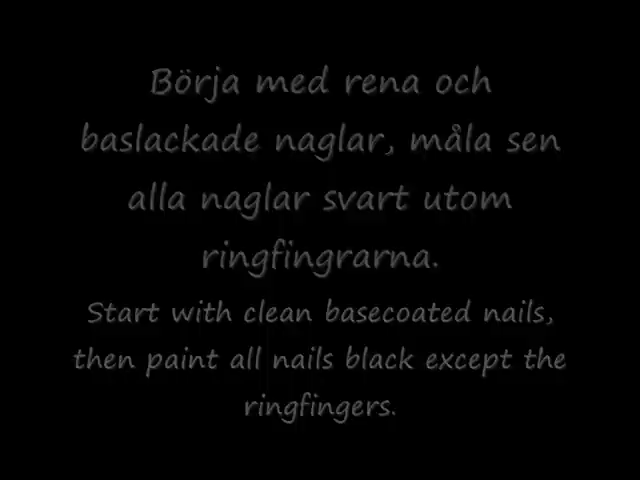 Börja med rena och
baslackade naglar, måla sen
alla naglar svart utom
ringfingrarna.
Start with clean basecoated nails,
then paint all nails black except the
ringfingers.